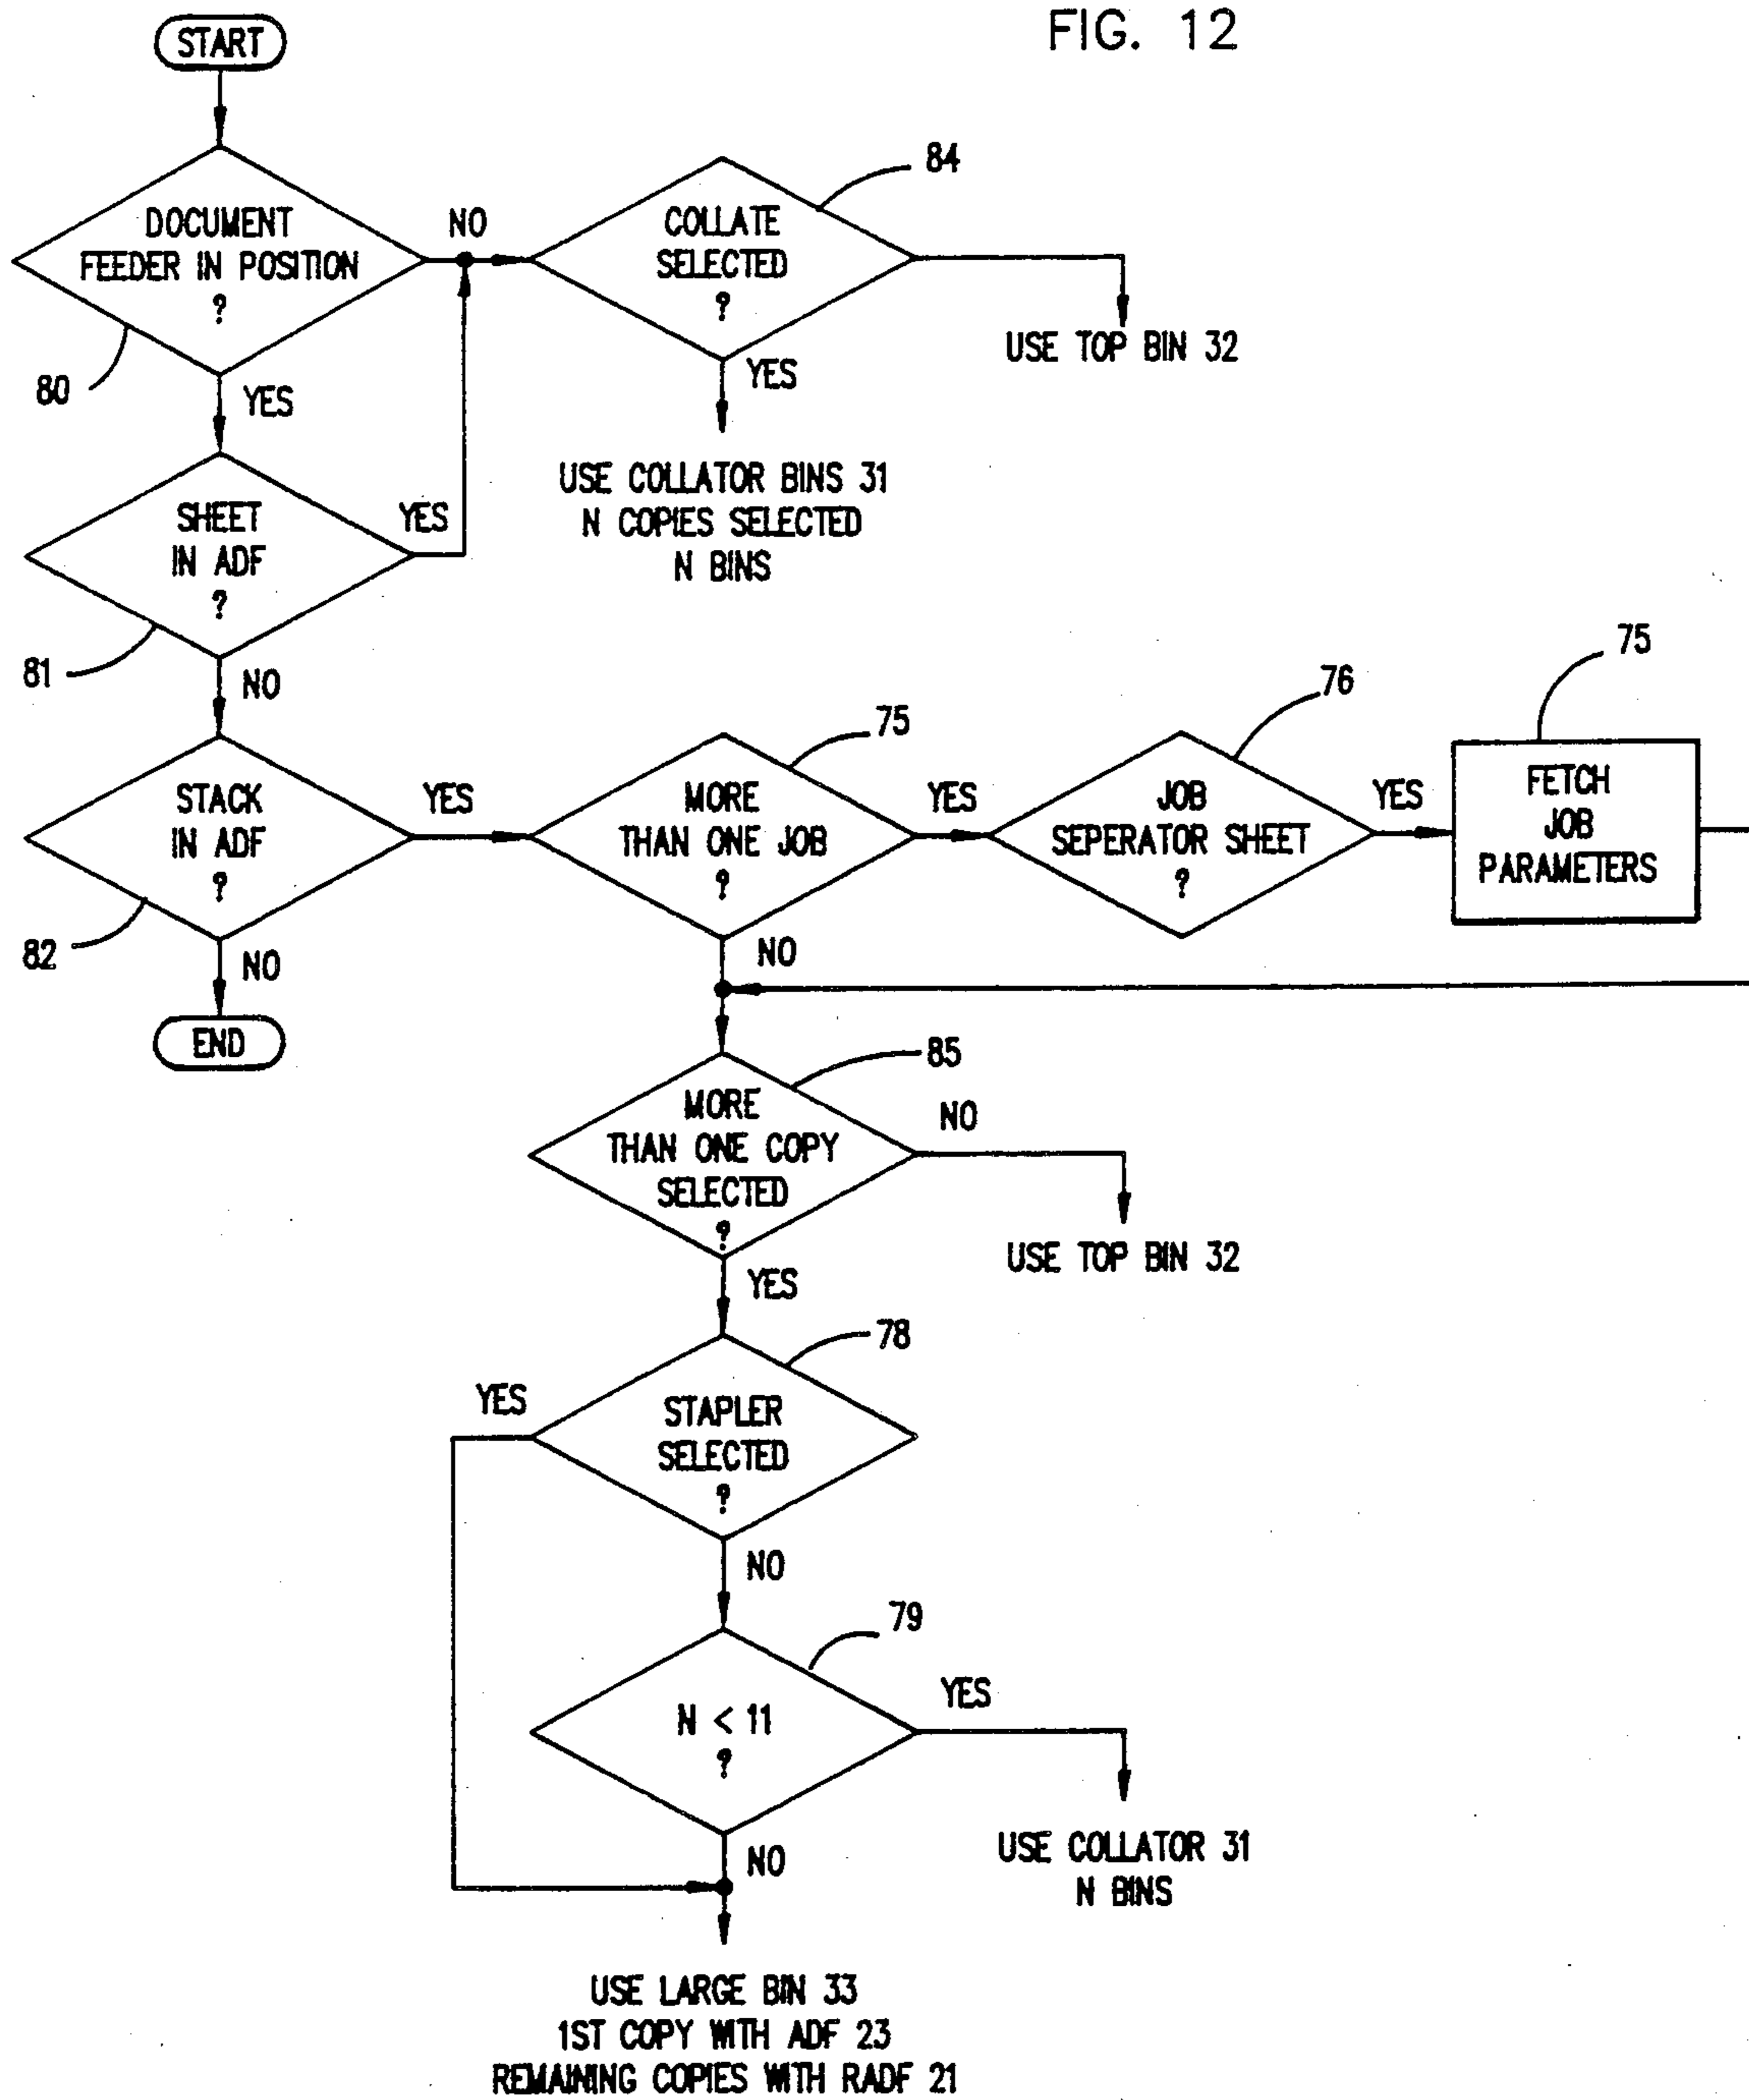 FIG. 12
START
DOCUMENT
FEEDER IN POSITION
?
80
NO
YES
COLLATE
SELECTED
?
84
YES
USE TOP BIN 32
USE COLLATOR BINS 31
N COPIES SELECTED
N BINS
SHEET
IN ADF
?
81
YES
NO
STACK
IN ADF
?
82
YES
NO
END
MORE
THAN ONE JOB
?
75
YES
NO
JOB
SEPERATOR SHEET
?
76
YES
FETCH
JOB
PARAMETERS
75
MORE
THAN ONE COPY
SELECTED
?
85
NO
USE TOP BIN 32
YES
STAPLER
SELECTED
?
78
YES
NO
N < 11
?
79
YES
USE COLLATOR 31
N BINS
NO
USE LARGE BIN 33
1ST COPY WITH ADF 23
REMAINING COPIES WITH RADF 21